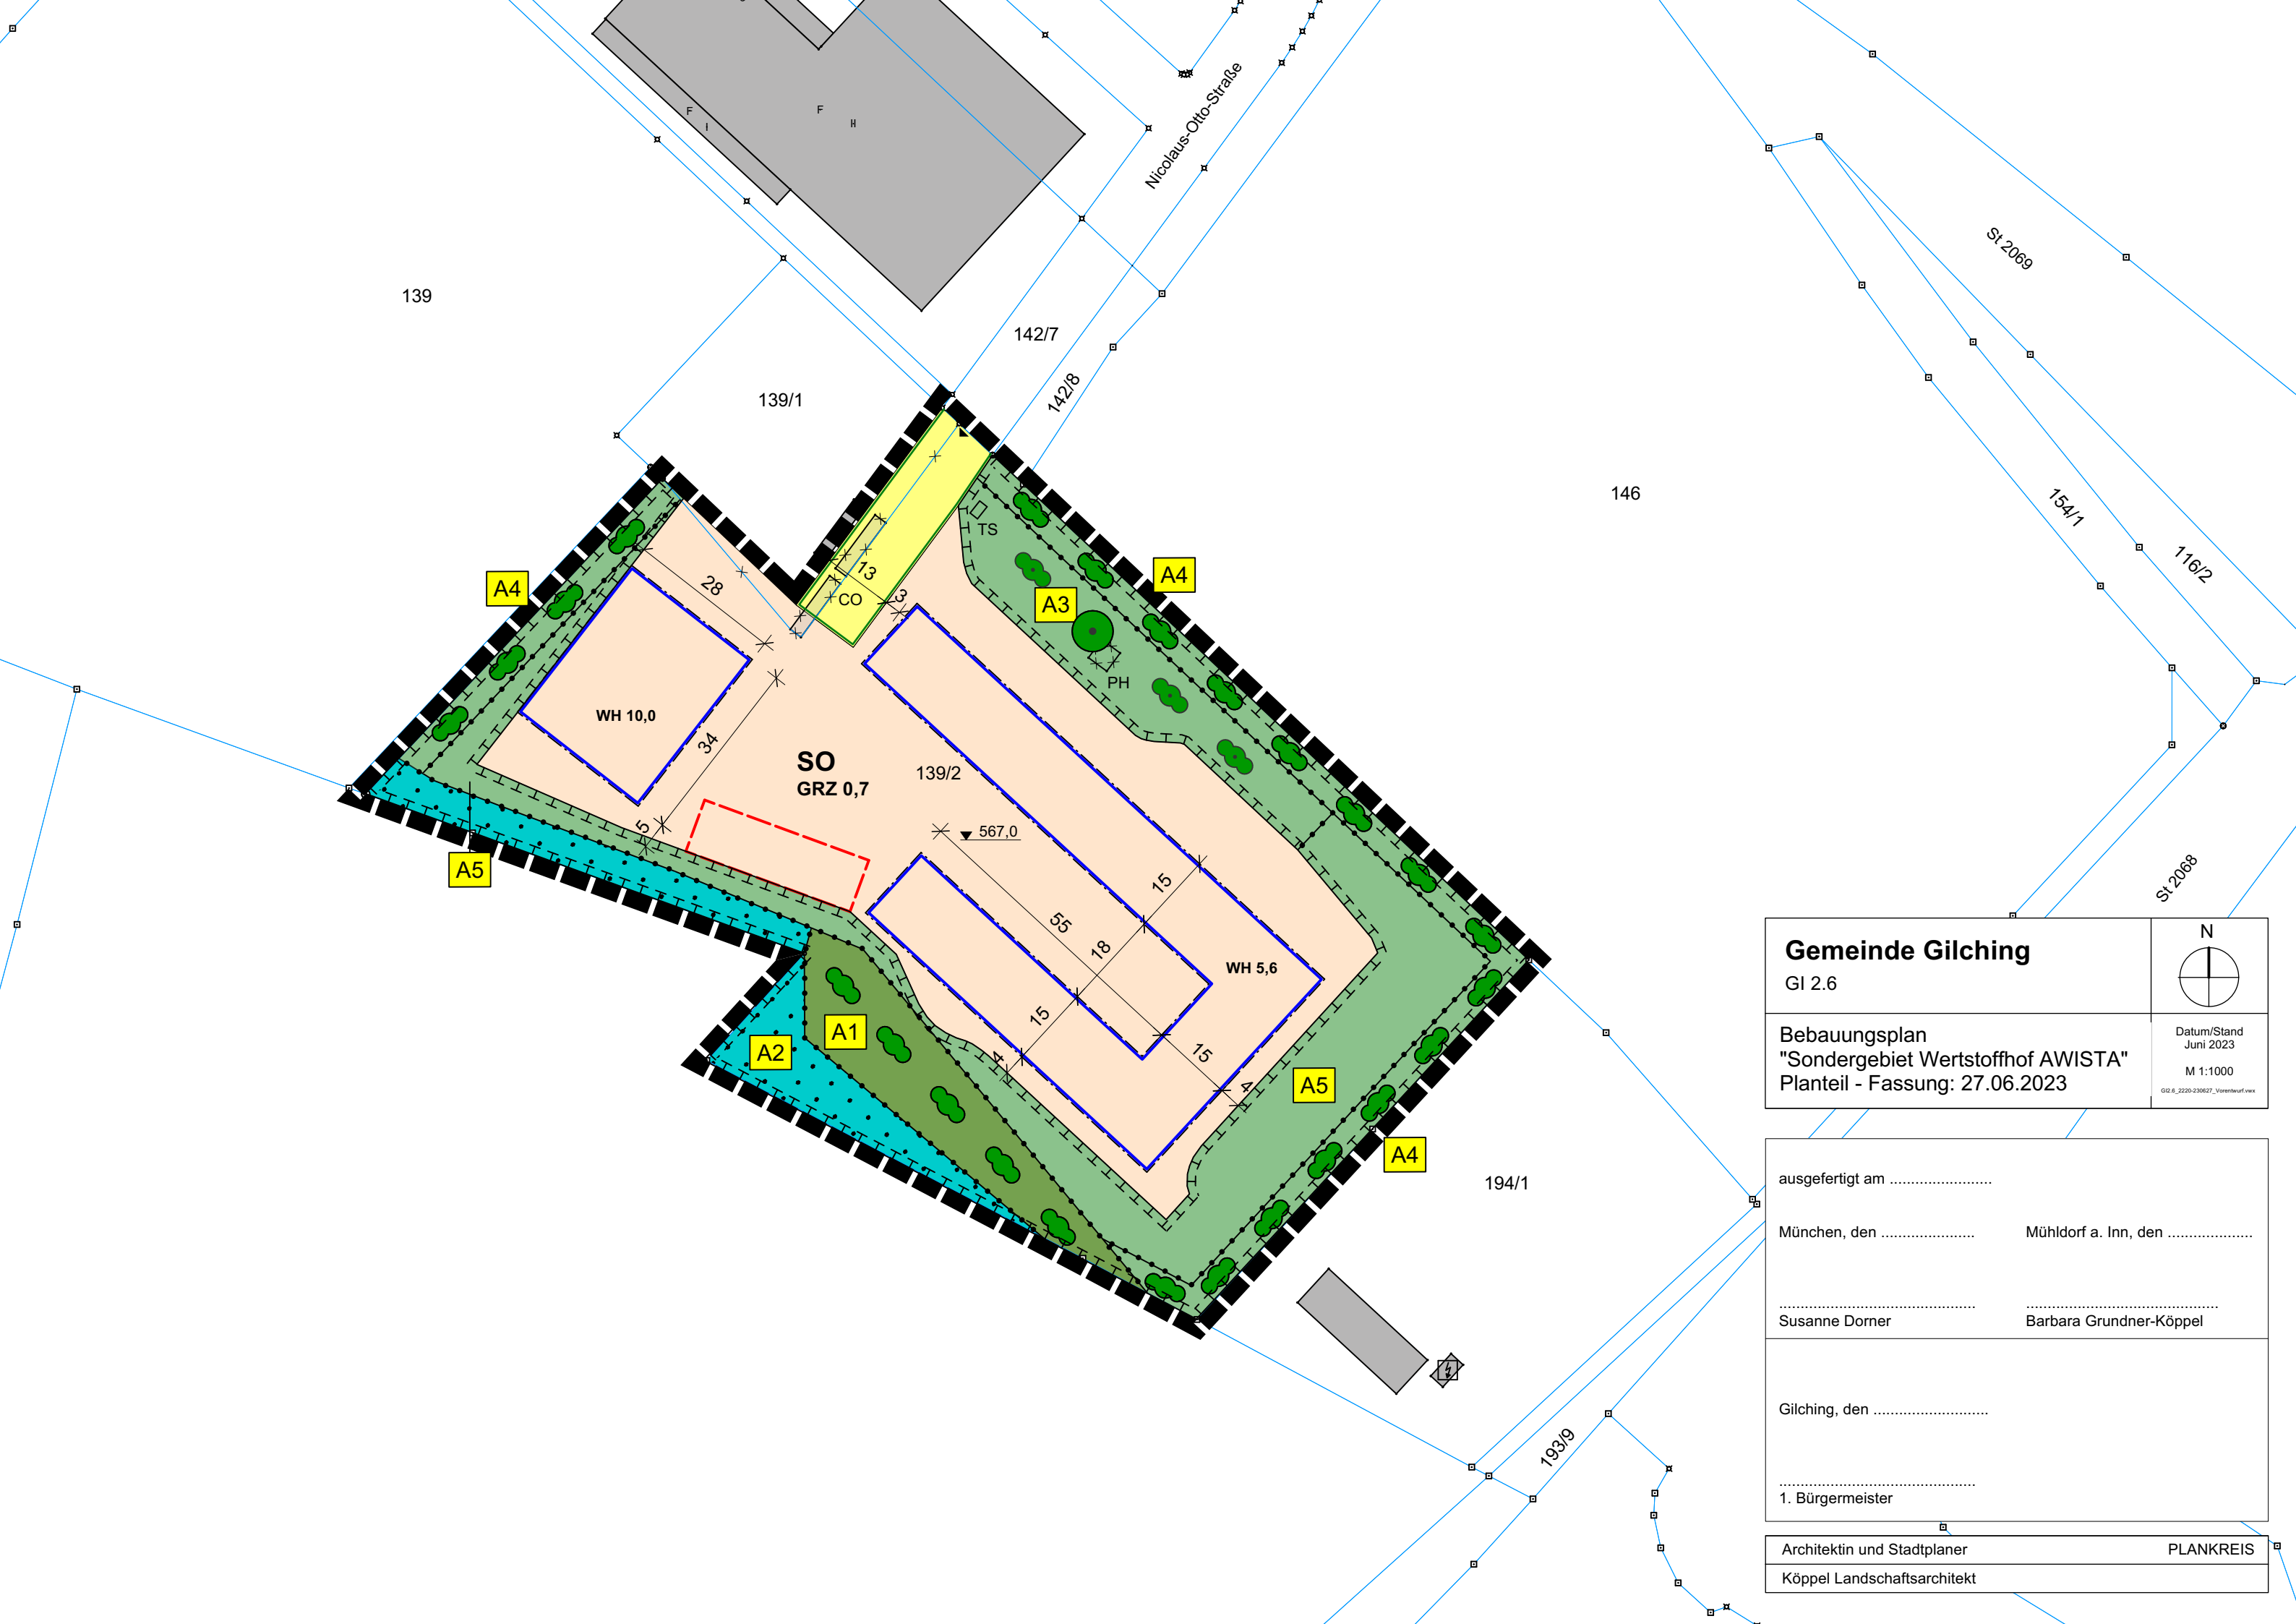 F
I
F
H
Nicolaus-Otto-Straße
St 2069
139
142/7
142/8
139/1
146
154/1
116/2
TS
A4
A4
A3
13
3
CO
28
PH
WH 10,0
34
SO
GRZ 0,7
139/2
567,0
5
A5
15
55
18
WH 5,6
15
15
4
4
A1
A2
A5
A4
194/1
St 2068
193/9
Gemeinde Gilching
GI 2.6
N
Bebauungsplan
"Sondergebiet Wertstoffhof AWISTA"
Planteil - Fassung: 27.06.2023
Datum/Stand
Juni 2023
M 1:1000
GI2.6_2220-230627_Vorentwurf.vwx
ausgefertigt am ........................
München, den ...................... Mühldorf a. Inn, den ....................
.............................................. .............................................
Susanne Dorner Barbara Grundner-Köppel
Gilching, den ...........................
..............................................
1. Bürgermeister
Architektin und Stadtplaner PLANKREIS
Köppel Landschaftsarchitekt